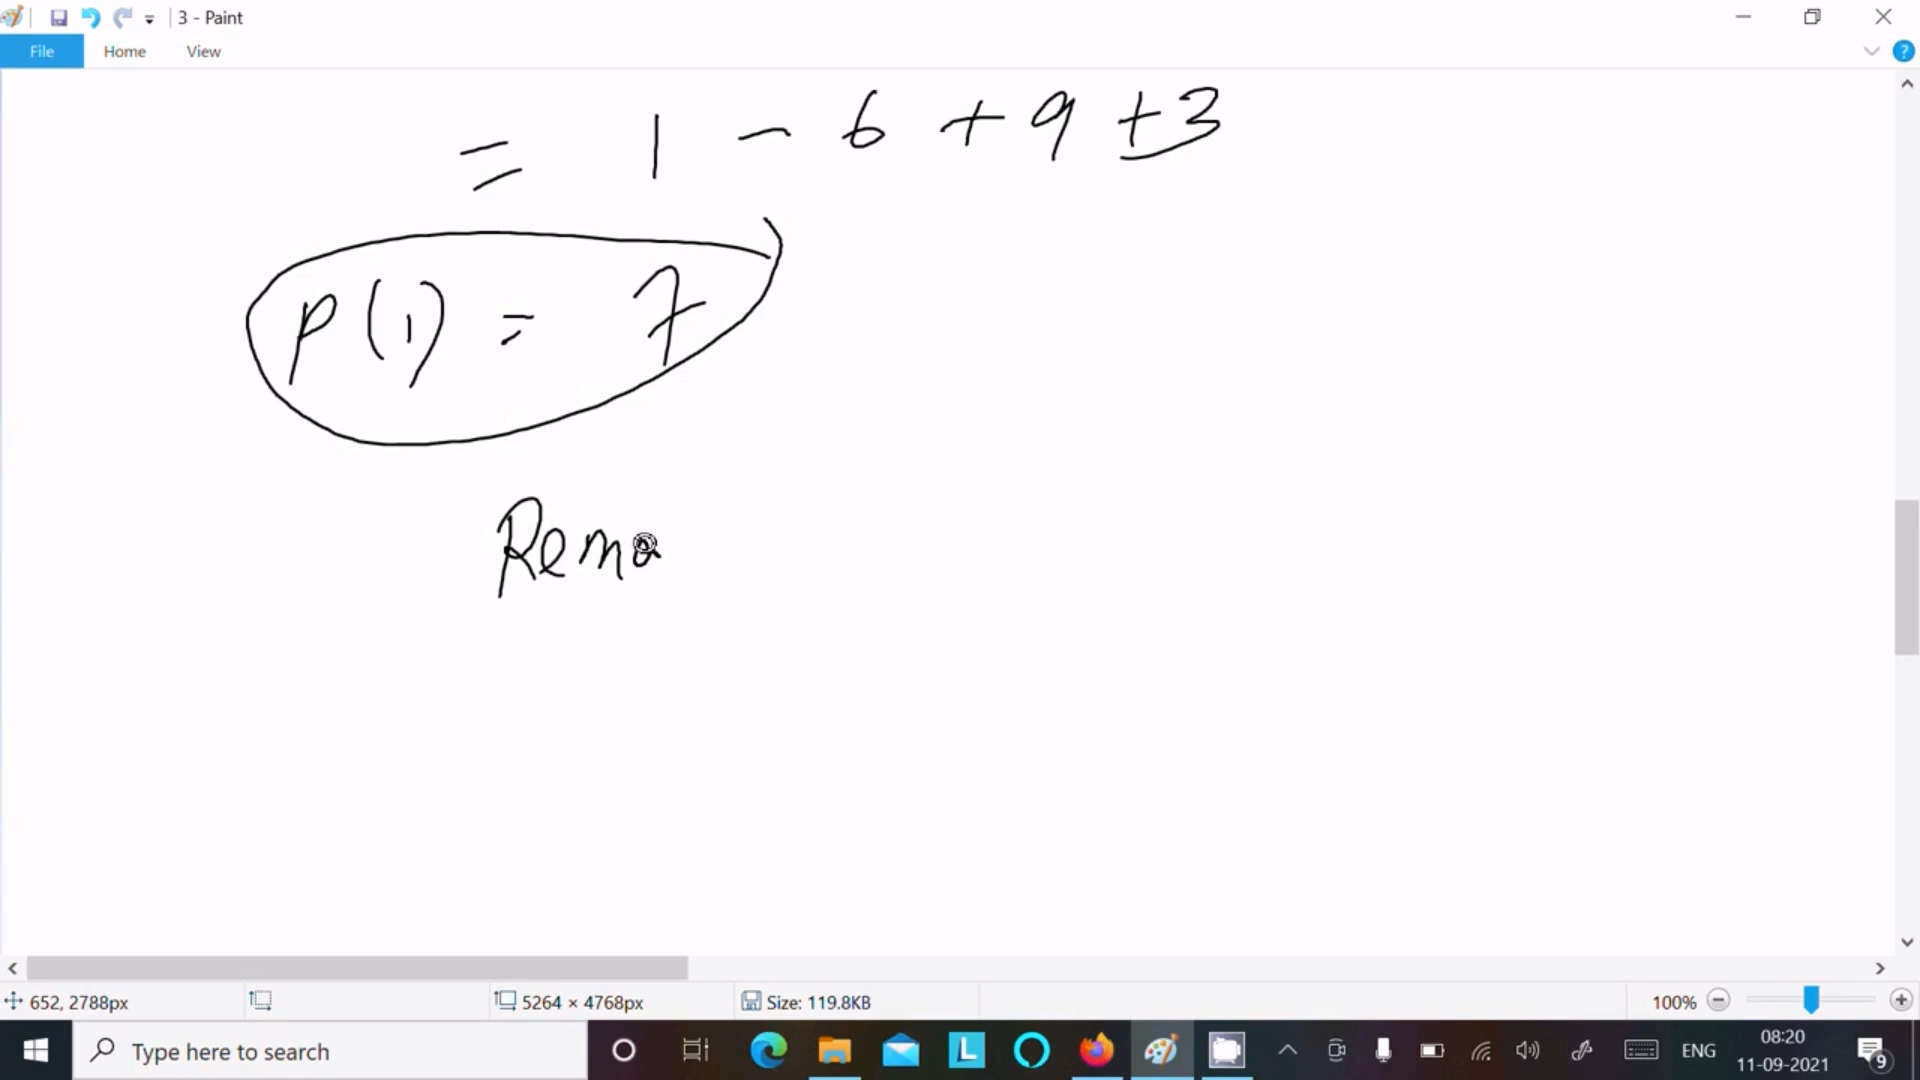 3 - Paint
File Home View
= 1 - 6 + 9 + 3
P(1) = 7
Rema
652, 2788px 5264 × 4768px Size: 119.8KB 100%
Type here to search L ENG 08:20
11-09-2021 9